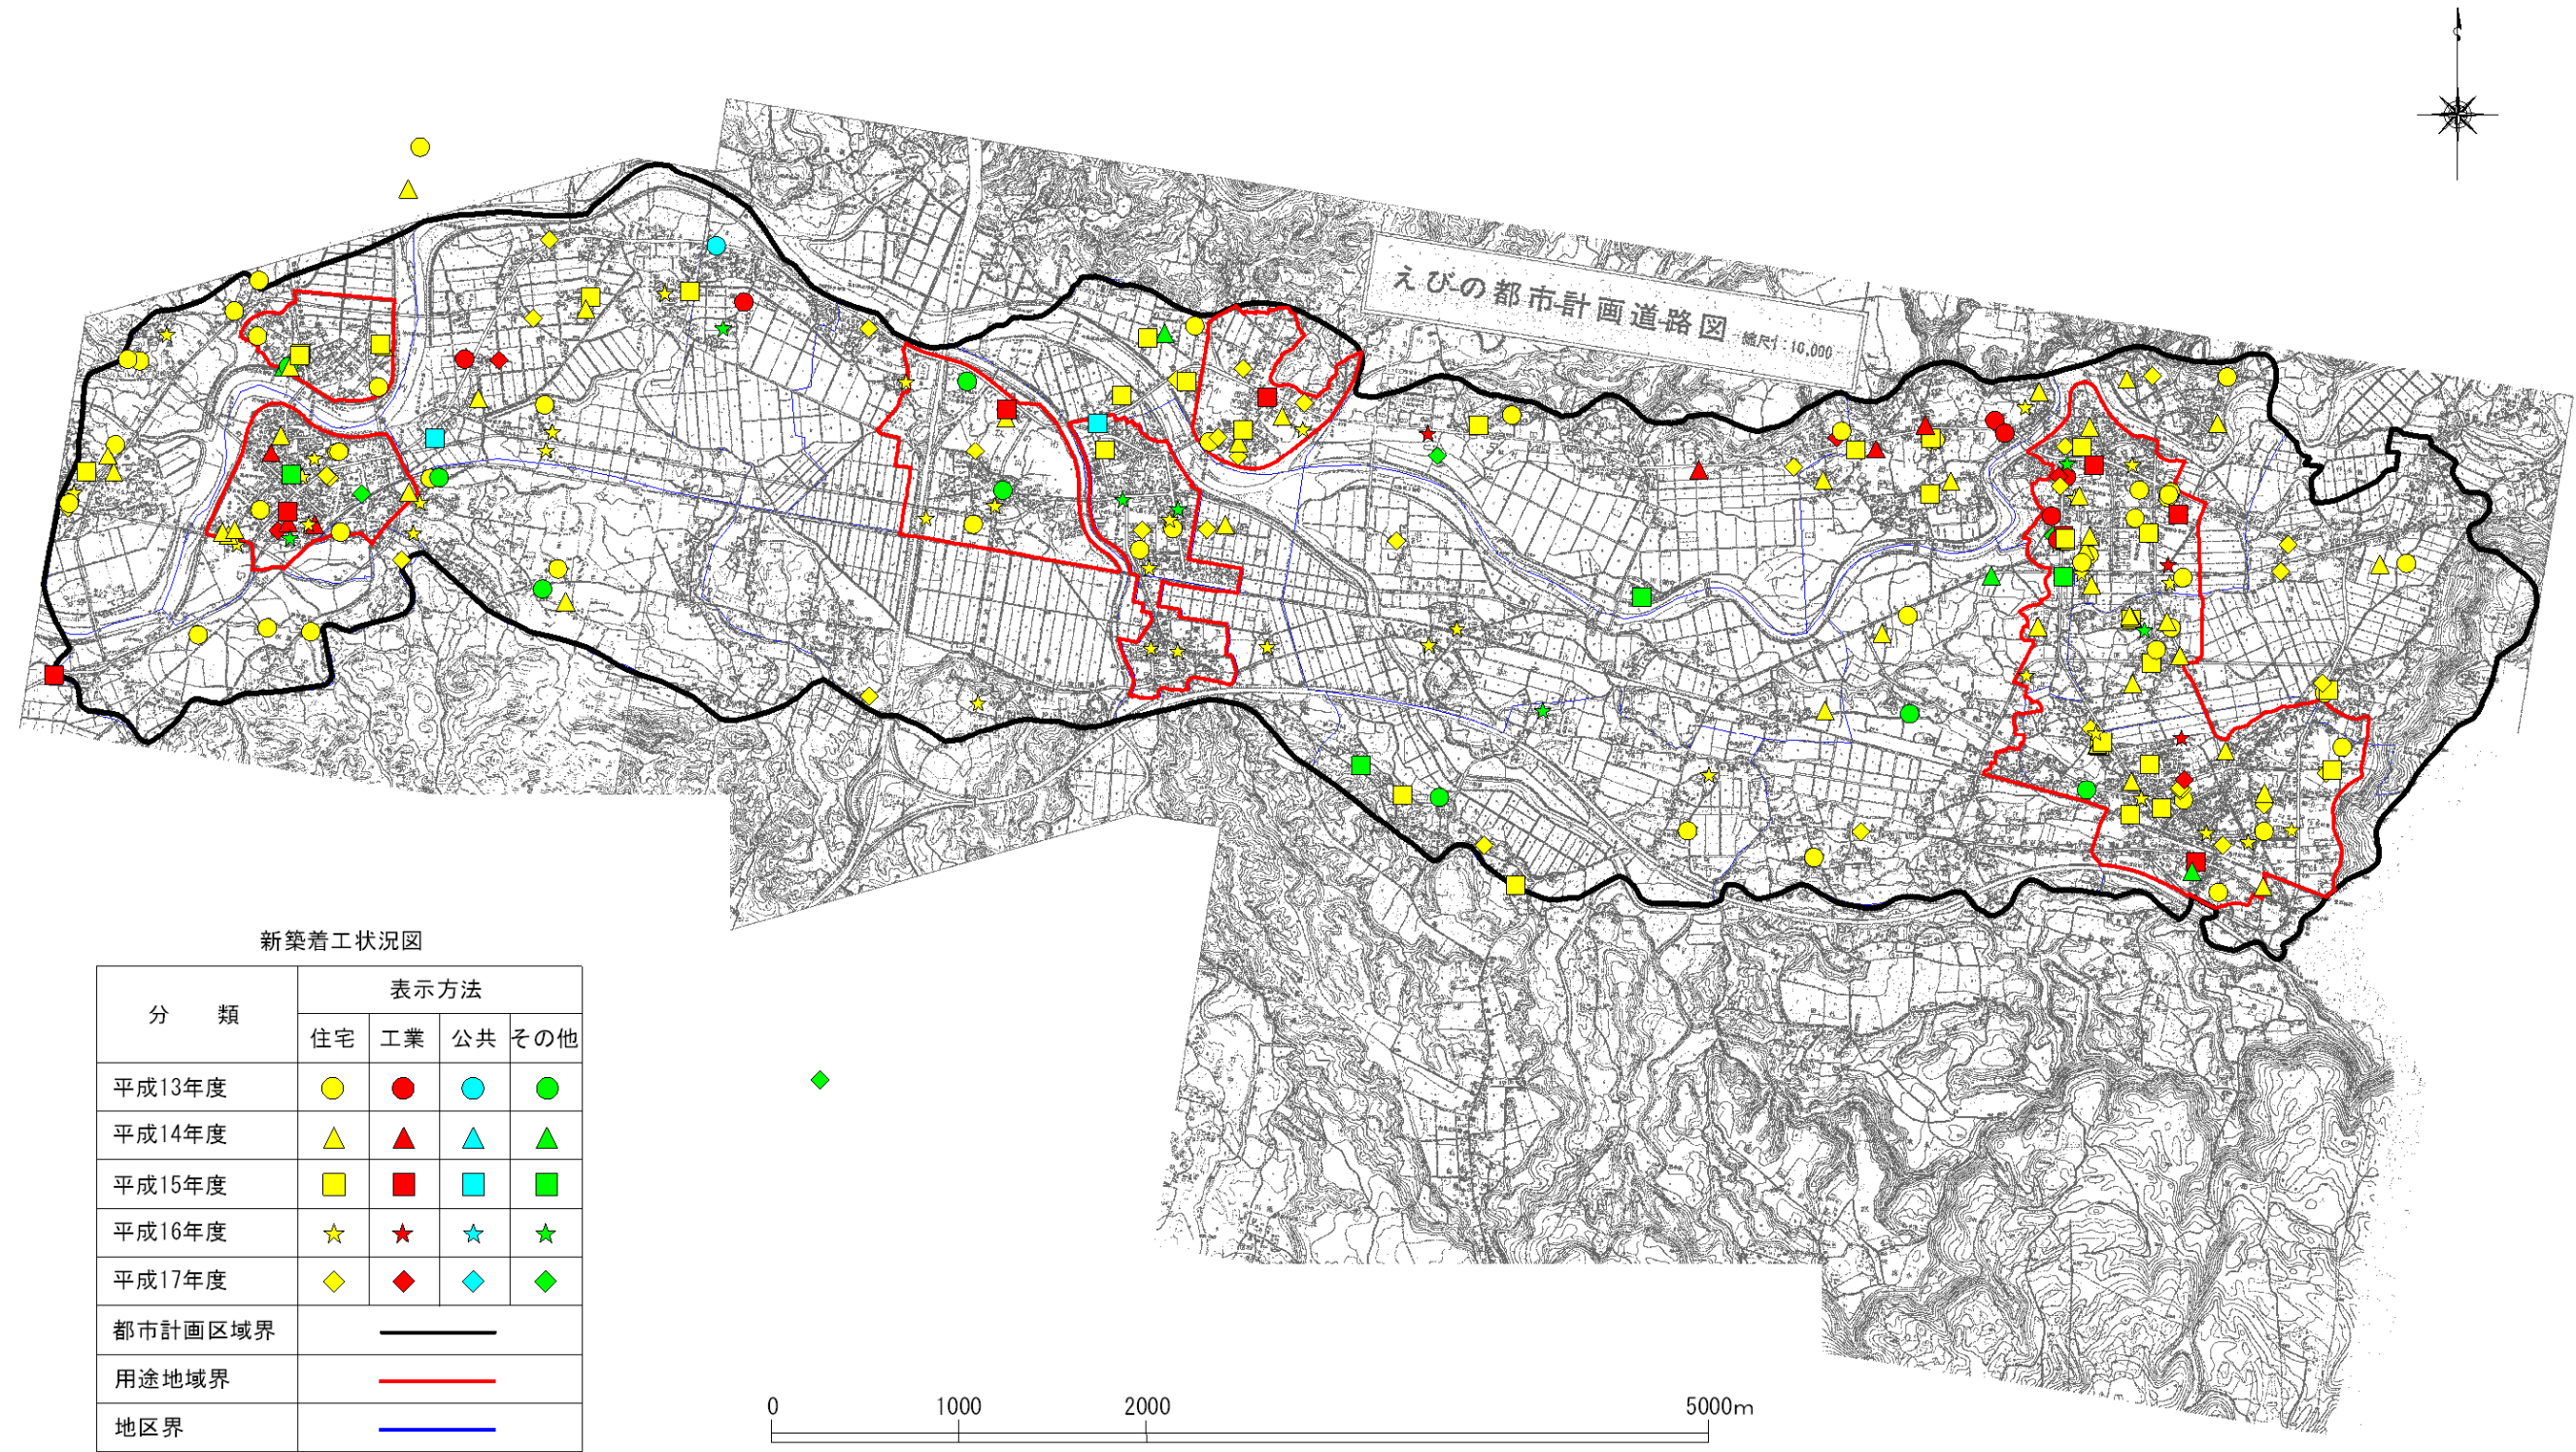 えびの都市計画道路図 縮尺1:10,000
新築着工状況図
分 類
表示方法
住宅 工業 公共 その他
平成13年度
平成14年度
平成15年度
平成16年度
平成17年度
都市計画区域界
用途地域界
地区界
0 1000 2000 5000m